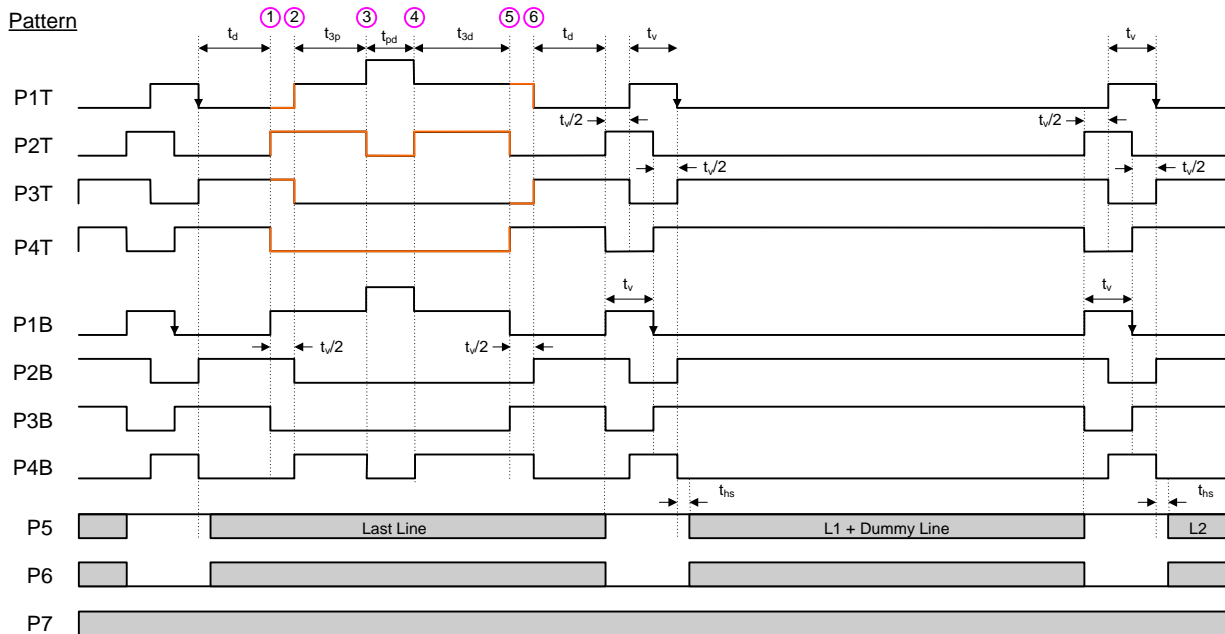 Pattern
1 2 3 4 5 6
td t3p tpd t3d td tv tv
P1T
tv/2 tv/2
P2T
tv/2 tv/2
P3T
P4T
tv tv
P1B
tv/2 tv/2
P2B
P3B
P4B
ths ths
P5 Last Line L1 + Dummy Line L2
P6
P7